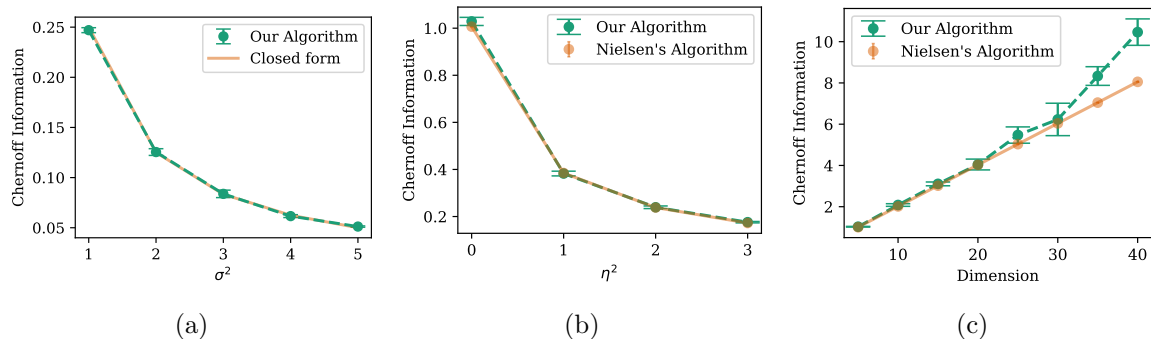 Chernoff Information
0.25
0.20
0.15
0.10
0.05
1 2 3 4 5
σ²
Our Algorithm
Closed form
(a)
Chernoff Information
1.0
0.8
0.6
0.4
0.2
0 1 2 3
η²
Our Algorithm
Nielsen's Algorithm
(b)
Chernoff Information
10
8
6
4
2
10 20 30 40
Dimension
Our Algorithm
Nielsen's Algorithm
(c)